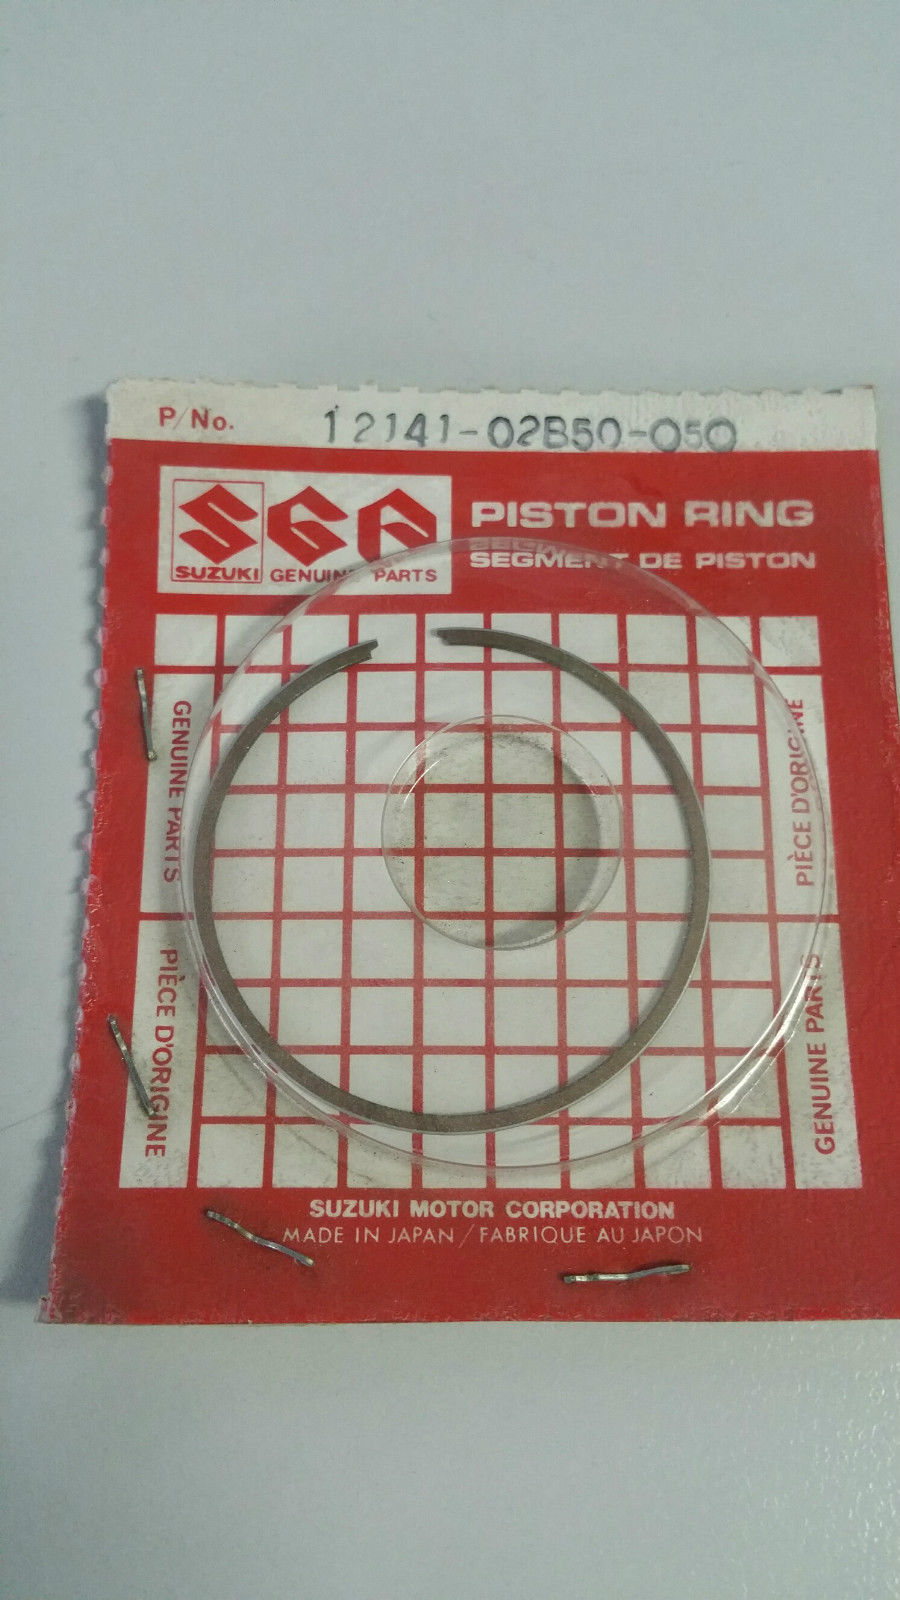 P/No. 12141-02B50-050
SGP
SUZUKI GENUINE PARTS
PISTON RING
SEGMENT DE PISTON
GENUINE PARTS
PIÈCE D'ORIGINE
PIÈCE D'ORIGINE
GENUINE PARTS
SUZUKI MOTOR CORPORATION
MADE IN JAPAN / FABRIQUE AU JAPON